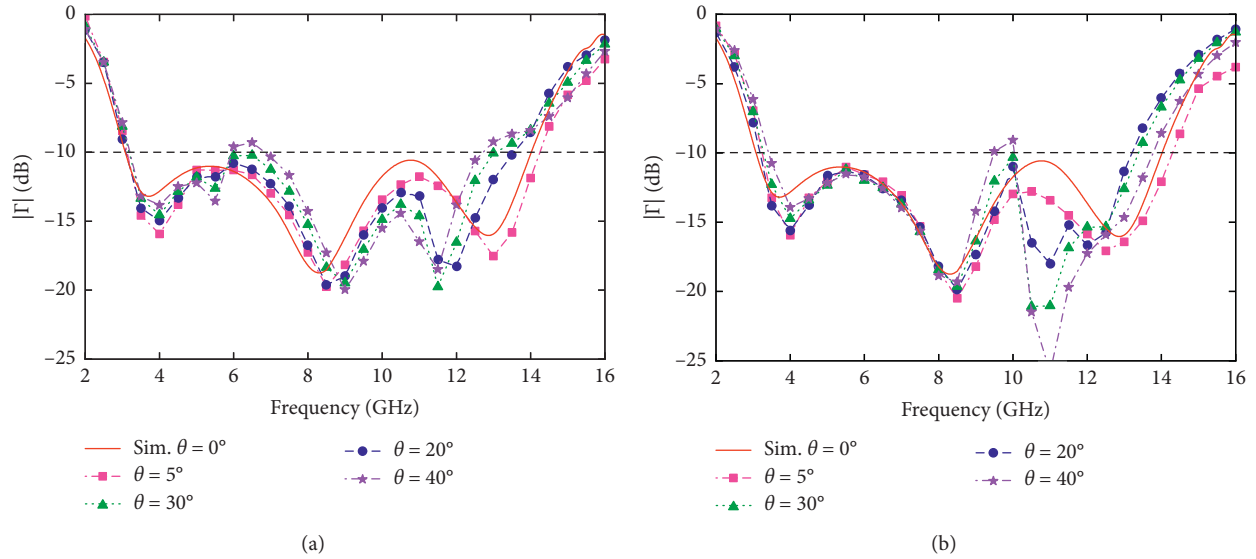 0
−5
−10
−15
−20
−25
|Γ| (dB)
2 4 6 8 10 12 14 16
Frequency (GHz)
Sim. θ = 0°
θ = 5°
θ = 30°
θ = 20°
θ = 40°
(a)
0
−5
−10
−15
−20
−25
|Γ| (dB)
2 4 6 8 10 12 14 16
Frequency (GHz)
Sim. θ = 0°
θ = 5°
θ = 30°
θ = 20°
θ = 40°
(b)